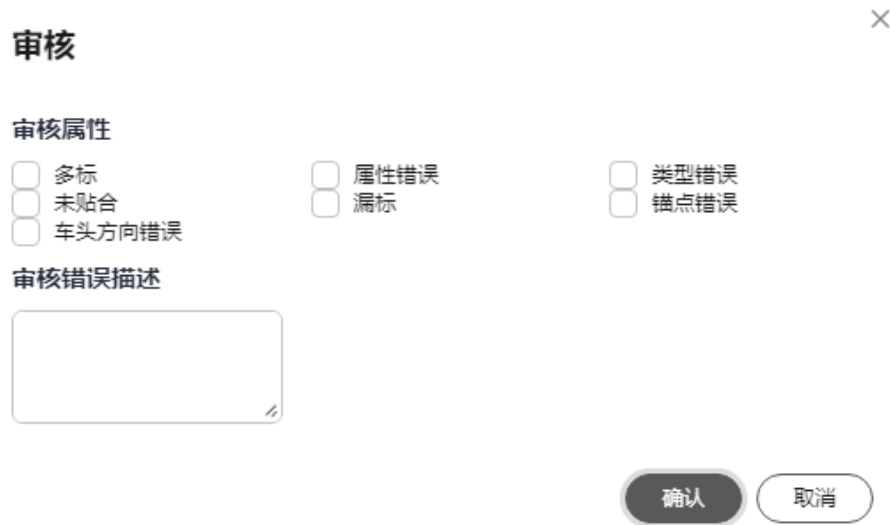 审核
审核属性
多标 属性错误 类型错误
未贴合 漏标 锚点错误
车头方向错误
审核错误描述
确认 取消